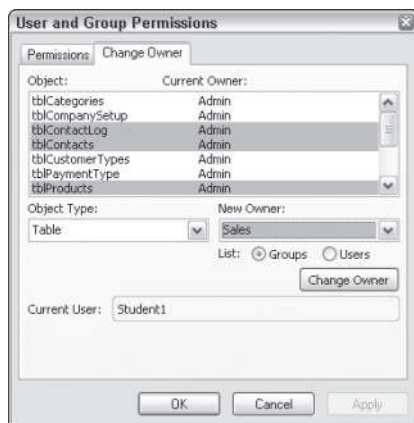 User and Group Permissions
Permissions Change Owner
Object: Current Owner:
tblCategories Admin
tblCompanySetup Admin
tblContactLog Admin
tblContacts Admin
tblCustomerTypes Admin
tblPaymentType Admin
tblProducts Admin
Object Type: New Owner:
Table Sales
List: Groups Users
Change Owner
Current User: Student1
OK Cancel Apply